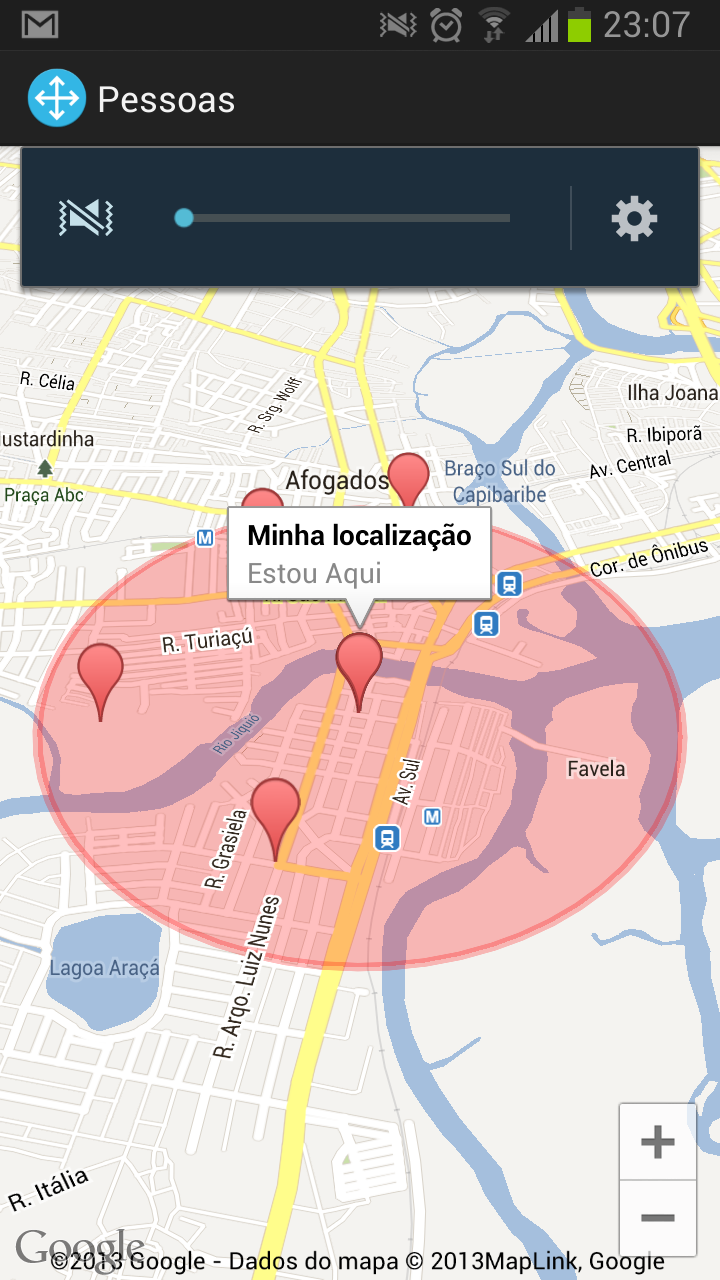 23:07
Pessoas
R. Célia
R. Srg. Wolff
Ilha Joana
ustardinha
R. Ibiporã
Av. Central
Praça Abc
Afogados
Braço Sul do
Capibaribe
M
Minha localização
Estou Aqui
Cor. de Ônibus
R. Turiaçú
Rio Jiquió
Av. Sul
Favela
M
R. Grasiela
R. Arqo. Luiz Nunes
Lagoa Araçá
R. Itália
+
−
Google
©2013 Google - Dados do mapa © 2013MapLink, Google